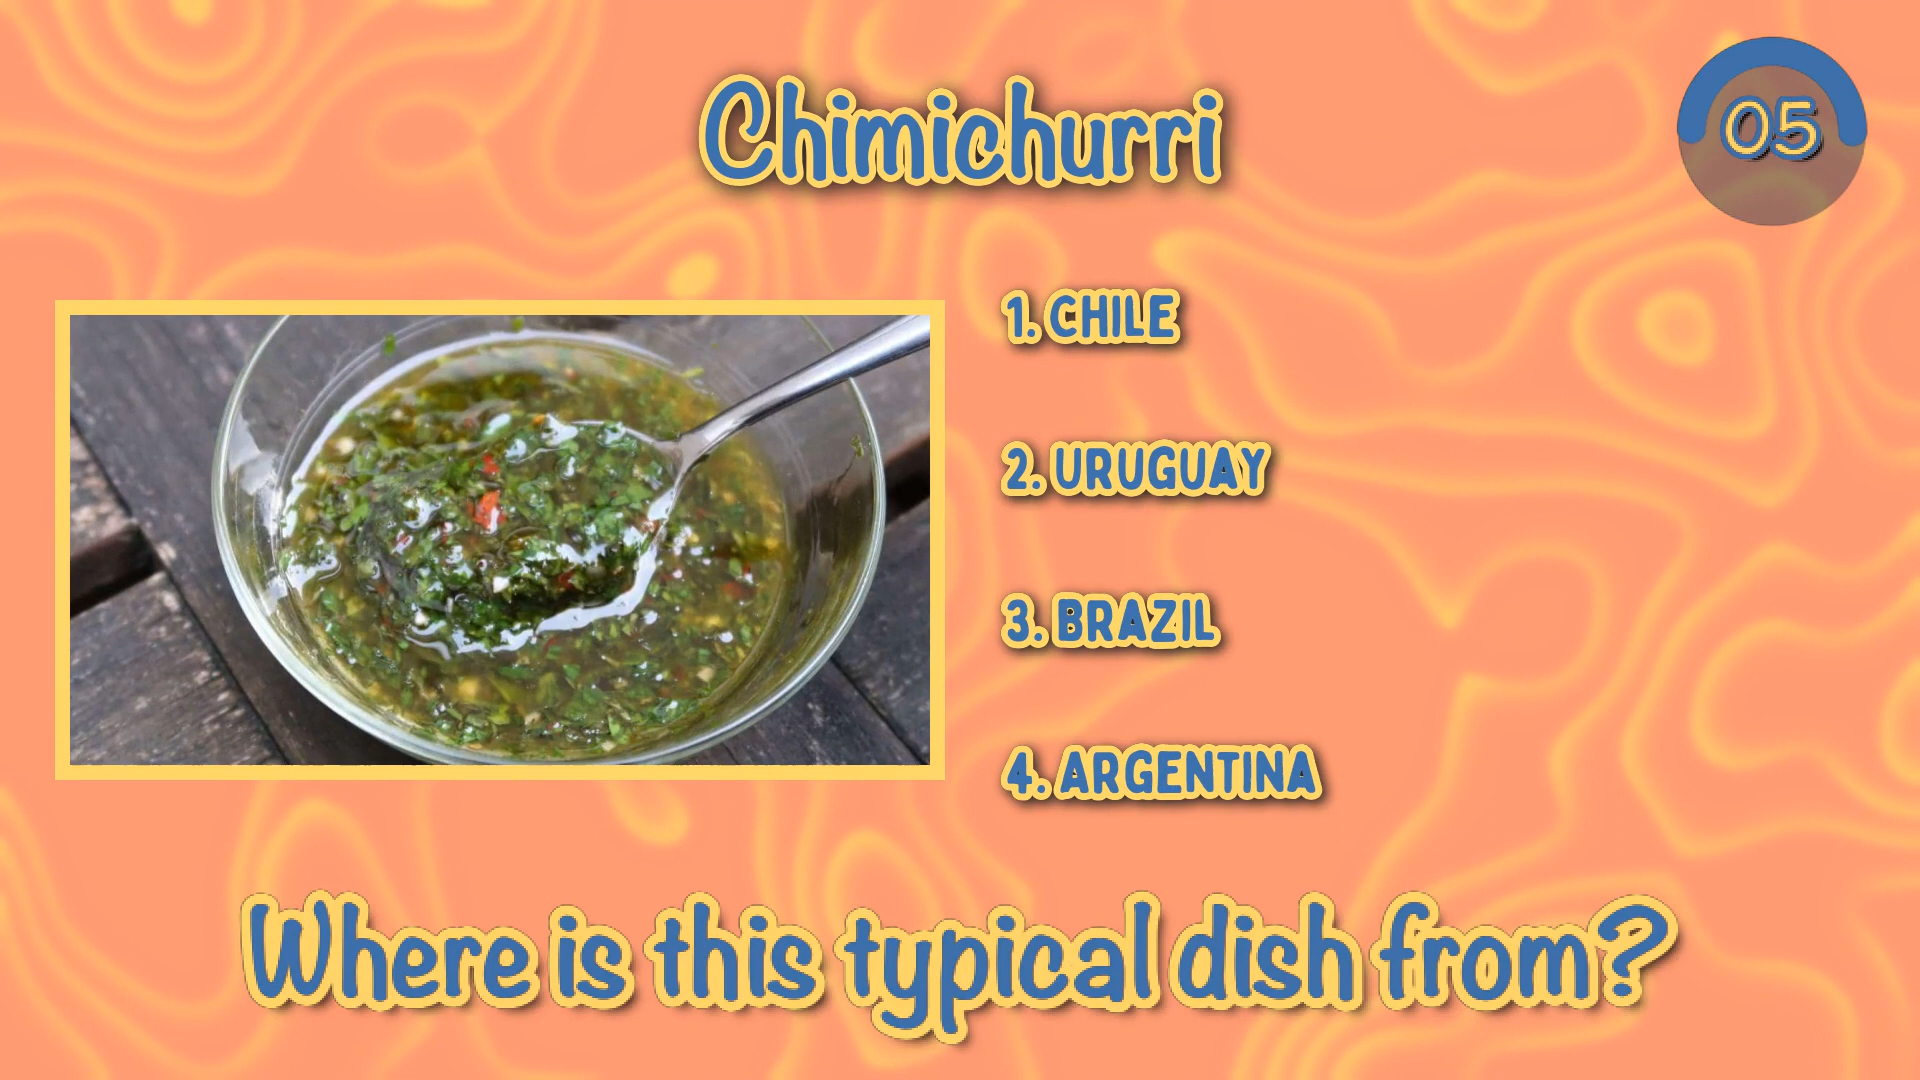 Chimichurri
05
1. CHILE
2. URUGUAY
3. BRAZIL
4. ARGENTINA
Where is this typical dish from?